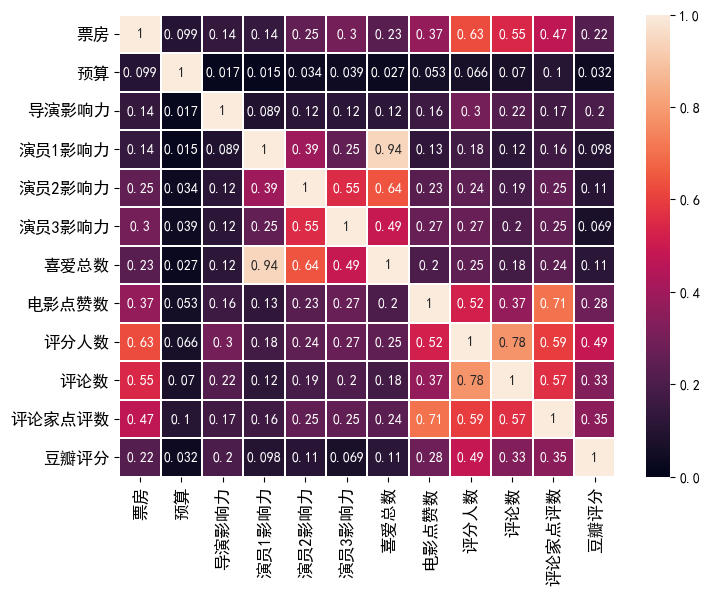 票房 1 0.099 0.14 0.14 0.25 0.3 0.23 0.37 0.63 0.55 0.47 0.22
预算 0.099 1 0.017 0.015 0.034 0.039 0.027 0.053 0.066 0.07 0.1 0.032
导演影响力 0.14 0.017 1 0.089 0.12 0.12 0.12 0.16 0.3 0.22 0.17 0.2
演员1影响力 0.14 0.015 0.089 1 0.39 0.25 0.94 0.13 0.18 0.12 0.16 0.098
演员2影响力 0.25 0.034 0.12 0.39 1 0.55 0.64 0.23 0.24 0.19 0.25 0.11
演员3影响力 0.3 0.039 0.12 0.25 0.55 1 0.49 0.27 0.27 0.2 0.25 0.069
喜爱总数 0.23 0.027 0.12 0.94 0.64 0.49 1 0.2 0.25 0.18 0.24 0.11
电影点赞数 0.37 0.053 0.16 0.13 0.23 0.27 0.2 1 0.52 0.37 0.71 0.28
评分人数 0.63 0.066 0.3 0.18 0.24 0.27 0.25 0.52 1 0.78 0.59 0.49
评论数 0.55 0.07 0.22 0.12 0.19 0.2 0.18 0.37 0.78 1 0.57 0.33
评论家点评数 0.47 0.1 0.17 0.16 0.25 0.25 0.24 0.71 0.59 0.57 1 0.35
豆瓣评分 0.22 0.032 0.2 0.098 0.11 0.069 0.11 0.28 0.49 0.33 0.35 1
票房
预算
导演影响力
演员1影响力
演员2影响力
演员3影响力
喜爱总数
电影点赞数
评分人数
评论数
评论家点评数
豆瓣评分
1.0
0.8
0.6
0.4
0.2
0.0